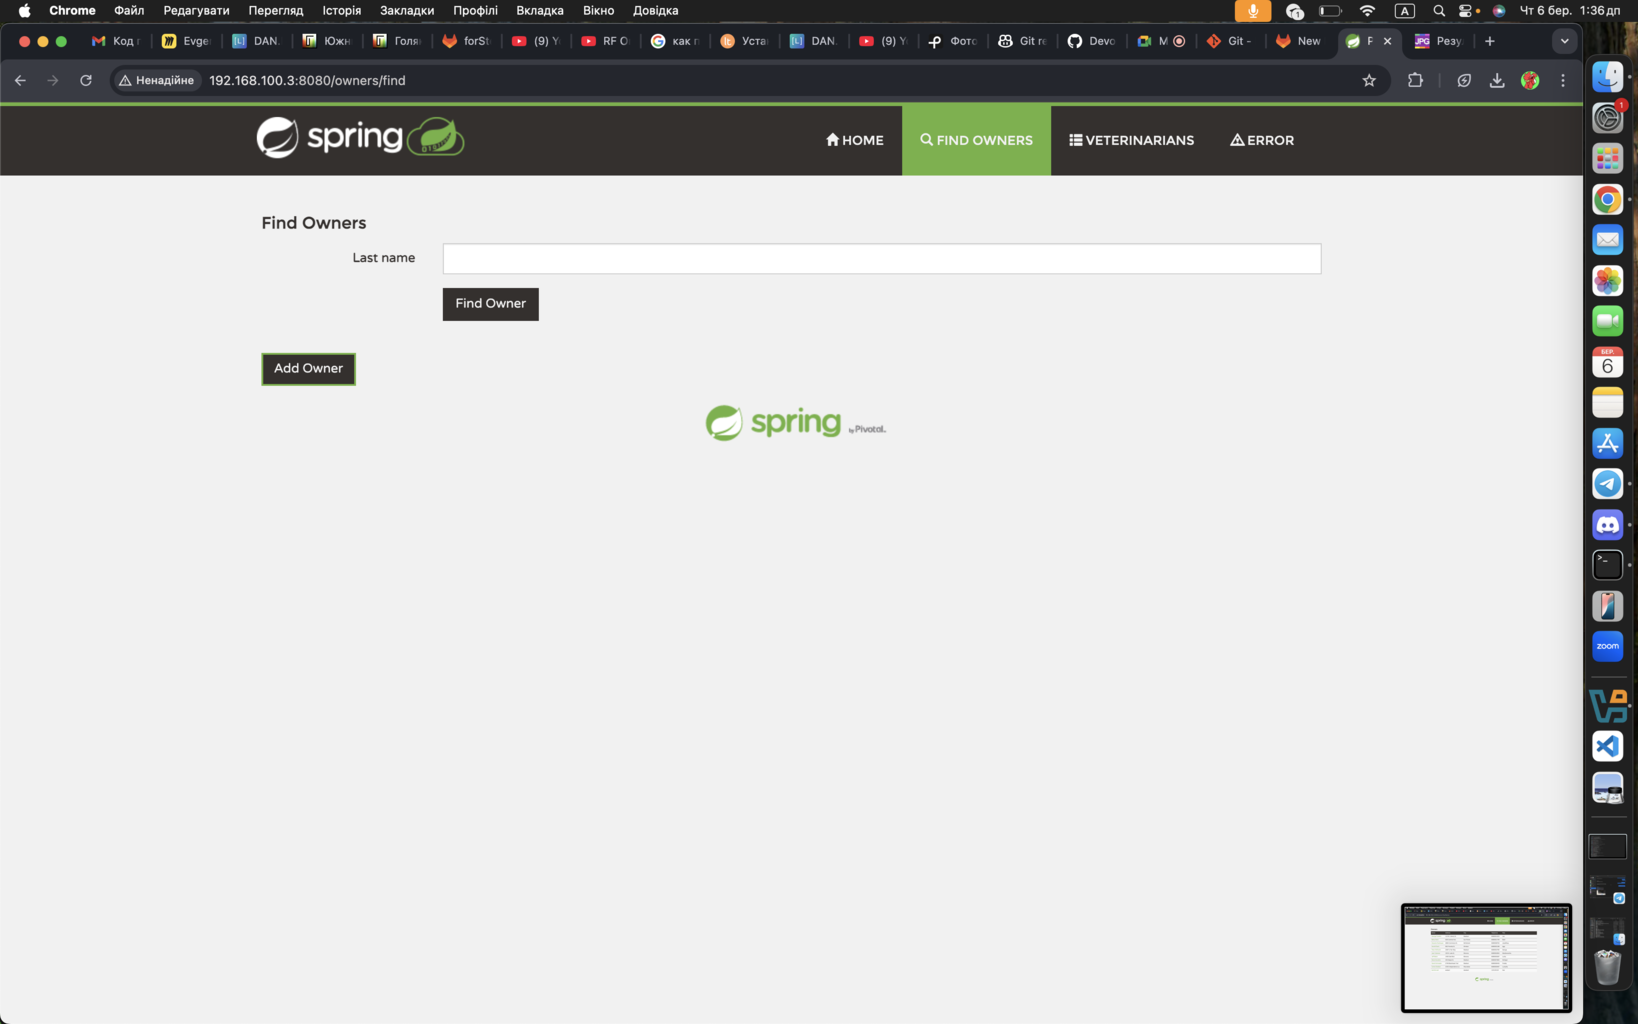 Chrome Файл Редагувати Перегляд Історія Закладки Профілі Вкладка Вікно Довідка
A Чт 6 бер. 1:36 дп
Код Evge DAN. Южн Голя forSt (9) RF O как Уста DAN. (9) Фото Git re Devo M Git - New Резу
Ненадійне 192.168.100.3:8080/owners/find
spring
HOME FIND OWNERS VETERINARIANS ERROR
Find Owners
Last name
Find Owner
Add Owner
spring by Pivotal.
1
БЕР.
6
zoom